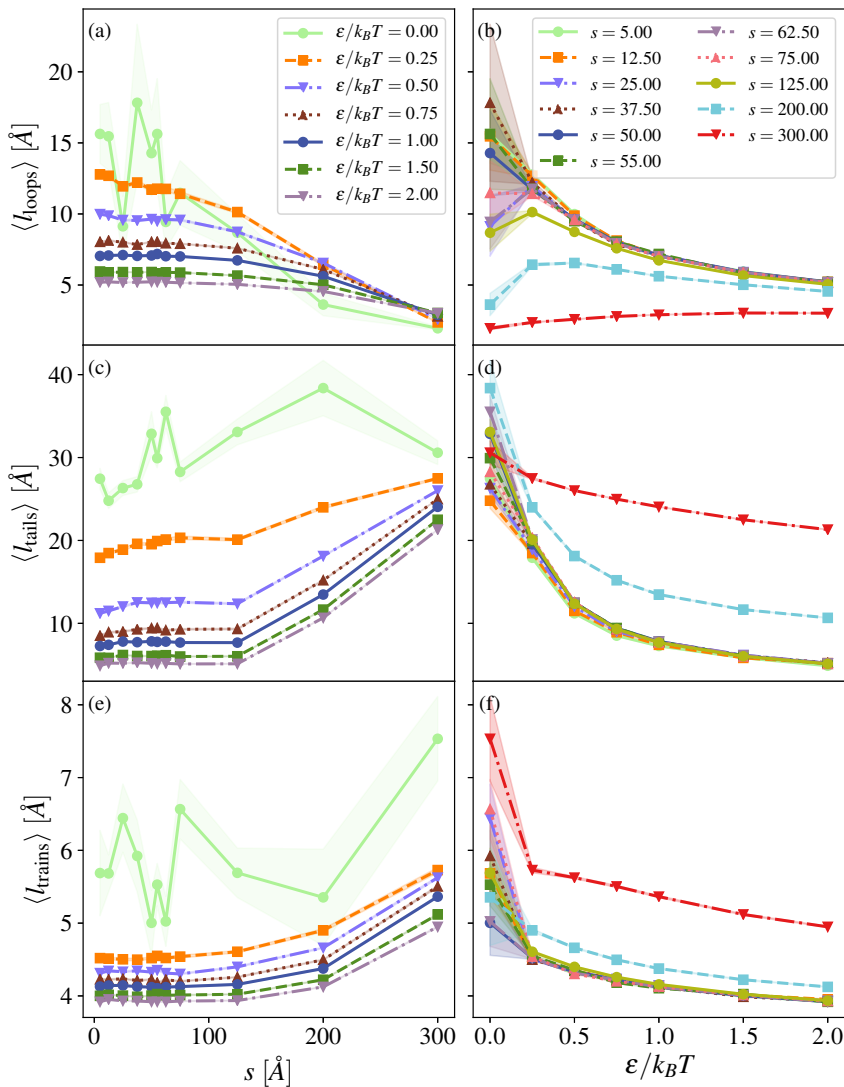 (a)
ε/k_BT = 0.00
ε/k_BT = 0.25
ε/k_BT = 0.50
ε/k_BT = 0.75
ε/k_BT = 1.00
ε/k_BT = 1.50
ε/k_BT = 2.00
20
15
10
5
⟨l_loops⟩ [Å]
(b)
s = 5.00
s = 12.50
s = 25.00
s = 37.50
s = 50.00
s = 55.00
s = 62.50
s = 75.00
s = 125.00
s = 200.00
s = 300.00
(c)
40
30
20
10
⟨l_tails⟩ [Å]
(d)
(e)
8
7
6
5
4
⟨l_trains⟩ [Å]
0 100 200 300
s [Å]
(f)
0.0 0.5 1.0 1.5 2.0
ε/k_BT